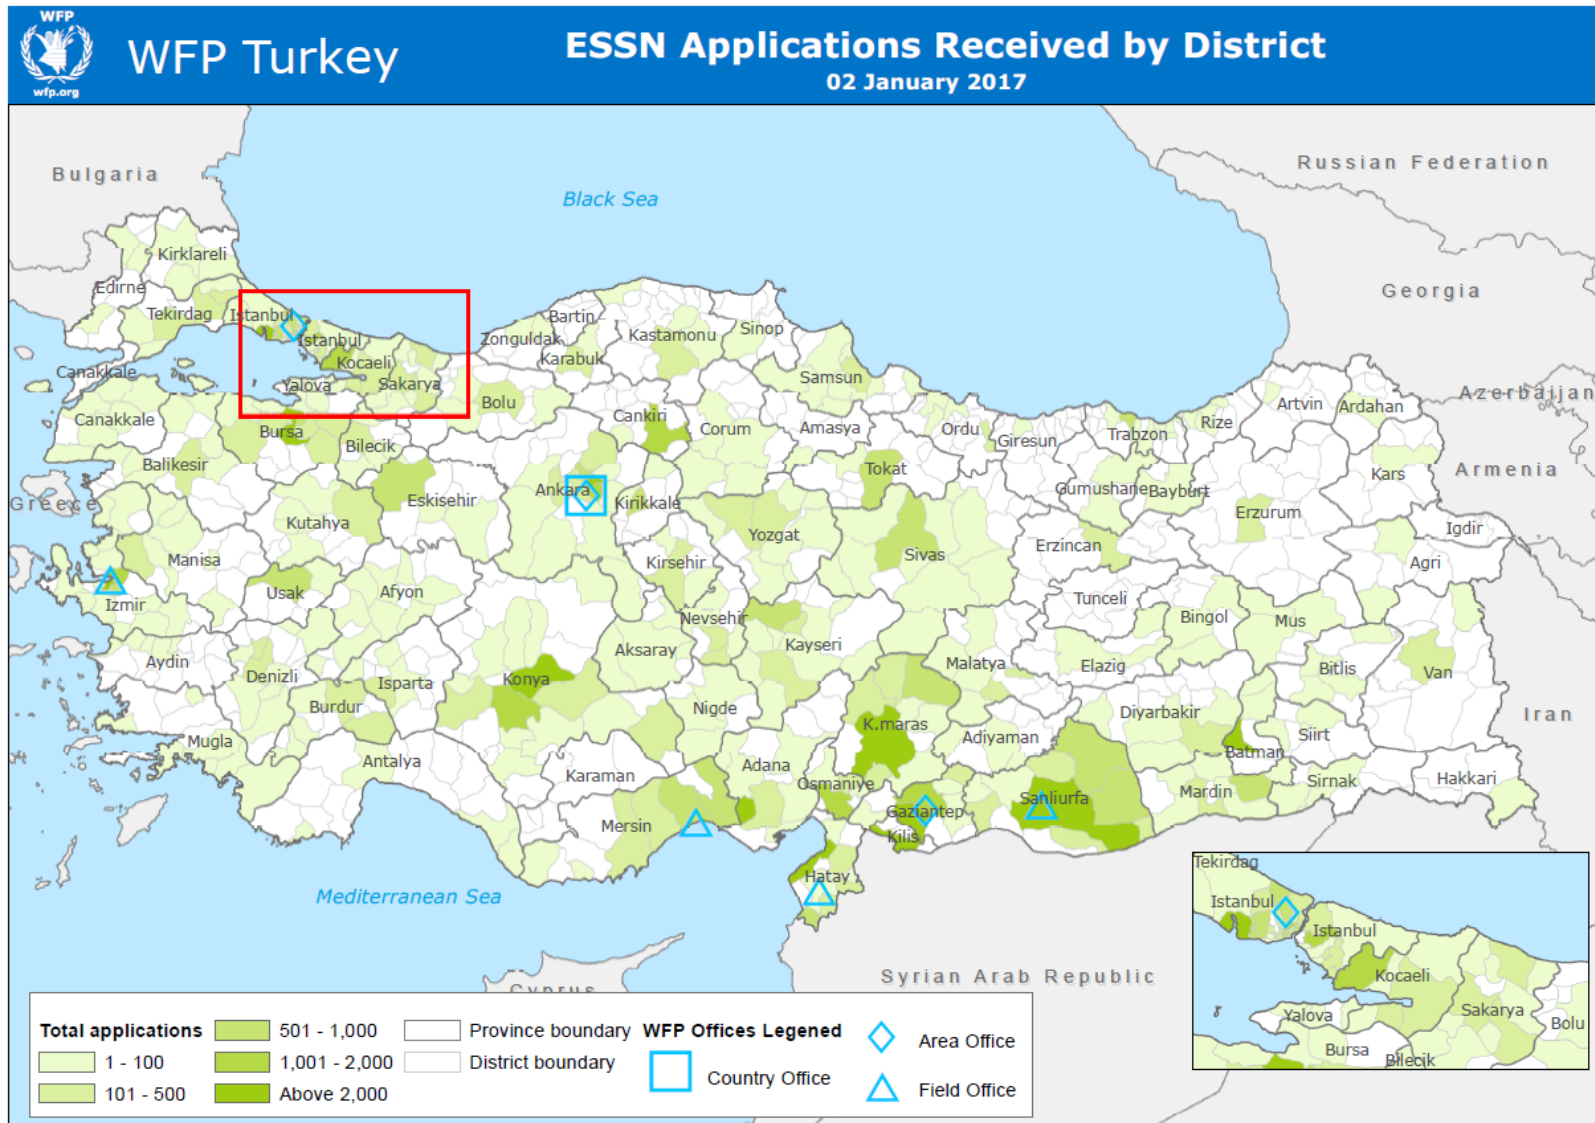 WFP
wfp.org
WFP Turkey
ESSN Applications Received by District
02 January 2017
Bulgaria
Russian Federation
Black Sea
Georgia
Kirklareli
Edirne
Tekirdag
Istanbul
Istanbul
Kocaeli
Yalova
Sakarya
Canakkale
Canakkale
Zonguldak
Bartin
Karabuk
Kastamonu
Sinop
Samsun
Bolu
Cankiri
Corum
Amasya
Ordu
Giresun
Trabzon
Rize
Artvin
Ardahan
Azerbaijan
Bursa
Bilecik
Balikesir
Eskisehir
Ankara
Kirikkale
Tokat
Gumushane
Bayburt
Kars
Armenia
Greece
Kutahya
Yozgat
Sivas
Erzurum
Erzincan
Igdir
Agri
Manisa
Usak
Afyon
Kirsehir
Izmir
Nevsehir
Kayseri
Tunceli
Bingol
Mus
Aydin
Denizli
Isparta
Konya
Aksaray
Malatya
Elazig
Bitlis
Van
Burdur
Nigde
K.maras
Diyarbakir
Iran
Mugla
Antalya
Karaman
Adana
Adiyaman
Batman
Siirt
Osmaniye
Sirnak
Hakkari
Mersin
Gaziantep
Sanliurfa
Mardin
Kilis
Hatay
Mediterranean Sea
Cyprus
Syrian Arab Republic
Tekirdag
Istanbul
Istanbul
Kocaeli
Sakarya
Yalova
Bolu
Bursa
Bilecik
Total applications
1 - 100
101 - 500
501 - 1,000
1,001 - 2,000
Above 2,000
Province boundary
District boundary
WFP Offices Legened
Country Office
Area Office
Field Office